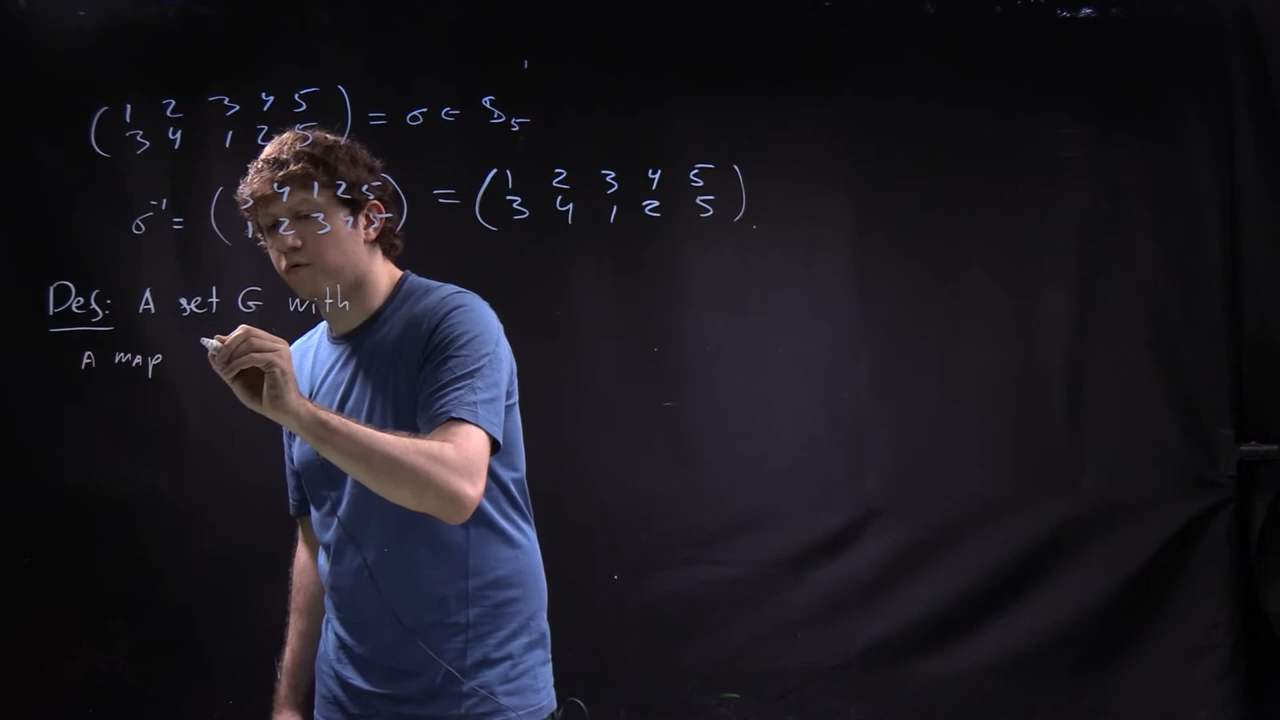 ( 1 2 3 4 5 / 3 4 1 2 5 ) = σ ∈ S₅
σ⁻¹ = ( 3 4 1 2 5 / 1 2 3 4 5 ) = ( 1 2 3 4 5 / 3 4 1 2 5 )
Def: A set G with
A map